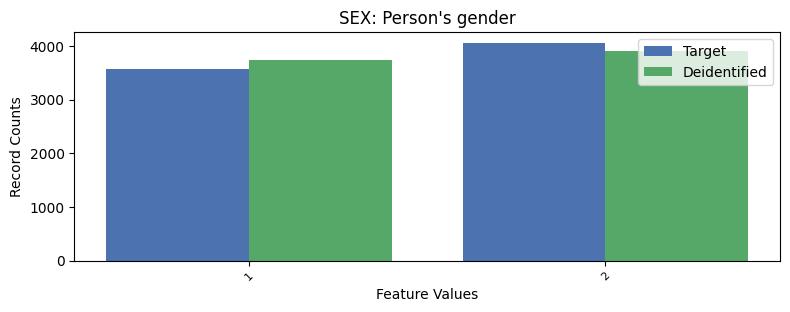 SEX: Person's gender
Target
Deidentified
Record Counts
4000
3000
2000
1000
0
1
2
Feature Values